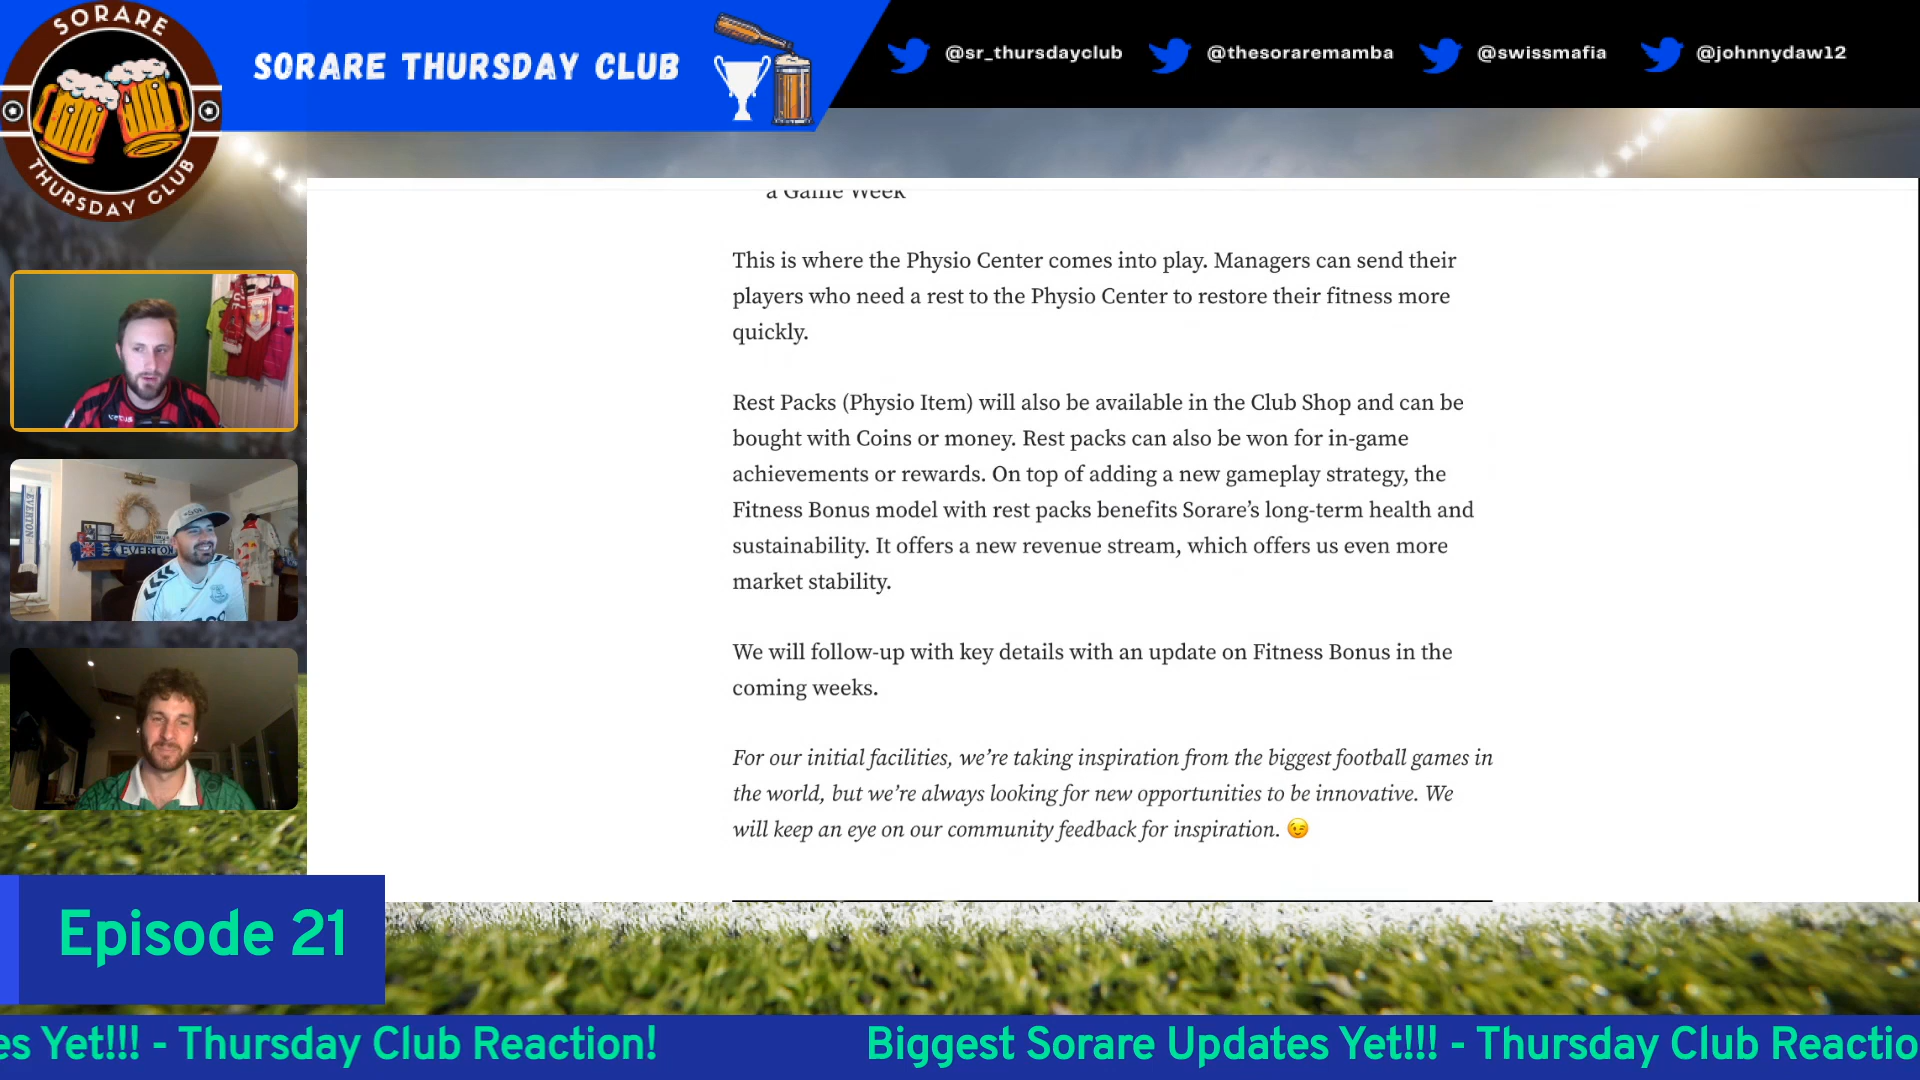 SORARE
THURSDAY CLUB
SORARE THURSDAY CLUB
@sr_thursdayclub
@thesoraremamba
@swissmafia
@johnnydaw12
a Game Week
This is where the Physio Center comes into play. Managers can send their
players who need a rest to the Physio Center to restore their fitness more
quickly.
Rest Packs (Physio Item) will also be available in the Club Shop and can be
bought with Coins or money. Rest packs can also be won for in-game
achievements or rewards. On top of adding a new gameplay strategy, the
Fitness Bonus model with rest packs benefits Sorare’s long-term health and
sustainability. It offers a new revenue stream, which offers us even more
market stability.
We will follow-up with key details with an update on Fitness Bonus in the
coming weeks.
For our initial facilities, we’re taking inspiration from the biggest football games in
the world, but we’re always looking for new opportunities to be innovative. We
will keep an eye on our community feedback for inspiration. 😉
EVERTON
EVERTON
Episode 21
es Yet!!! - Thursday Club Reaction!
Biggest Sorare Updates Yet!!! - Thursday Club Reactio